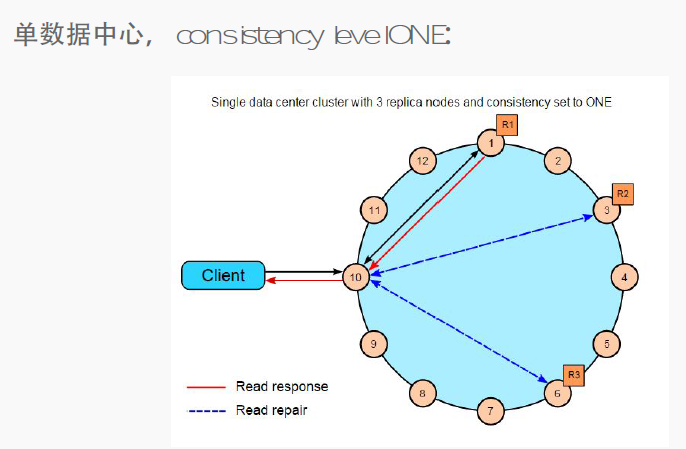 单数据中心， consistency levelONE:
Single data center cluster with 3 replica nodes and consistency set to ONE
R1
1
12
2
R2
11
3
Client
10
4
9
5
R3
8
6
7
Read response
Read repair